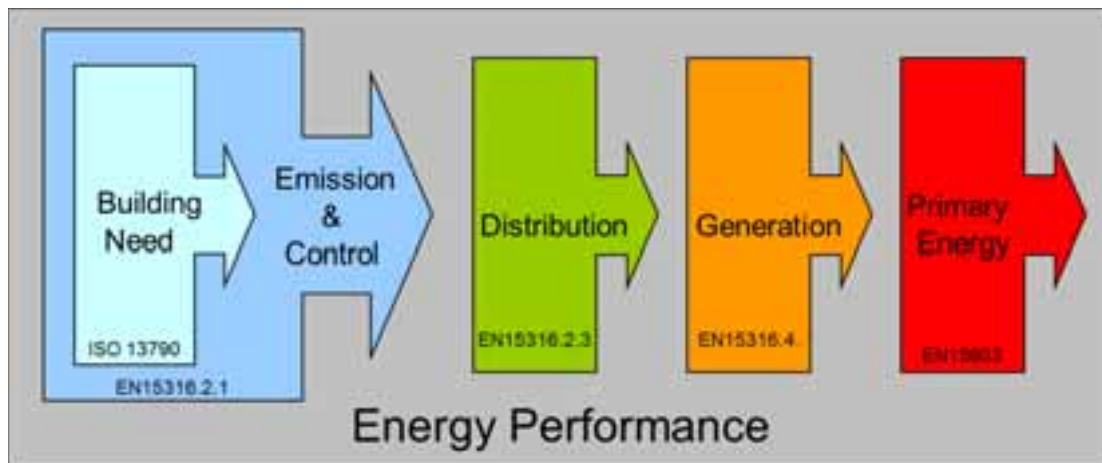 Building
Need
ISO 13790
EN15316.2.1
Emission
&
Control
Distribution
EN15316.2.3
Generation
EN15316.4.
Primary
Energy
EN15603
Energy Performance